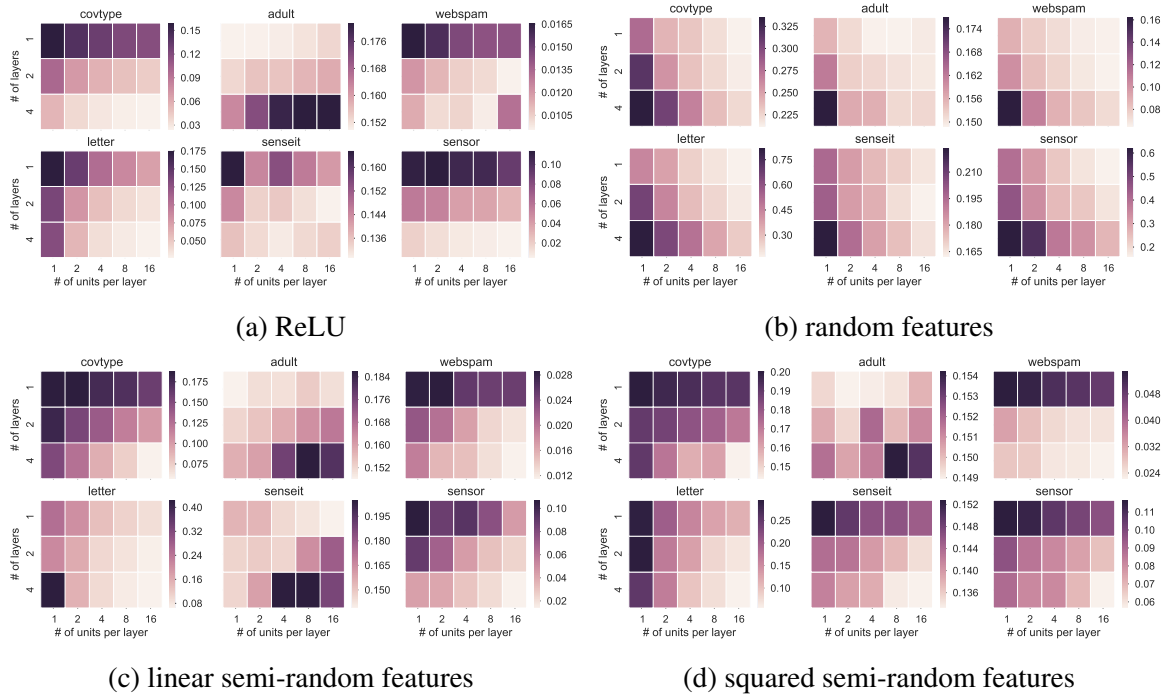 covtype adult webspam
# of layers 1 2 4
0.15 0.12 0.09 0.06 0.03
0.176 0.168 0.160 0.152
0.0165 0.0150 0.0135 0.0120 0.0105
letter senseit sensor
# of layers 1 2 4
0.175 0.150 0.125 0.100 0.075 0.050
0.160 0.152 0.144 0.136
0.10 0.08 0.06 0.04 0.02
1 2 4 8 16 1 2 4 8 16 1 2 4 8 16
# of units per layer # of units per layer # of units per layer
(a) ReLU
covtype adult webspam
# of layers 1 2 4
0.325 0.300 0.275 0.250 0.225
0.174 0.168 0.162 0.156 0.150
0.16 0.14 0.12 0.10 0.08
letter senseit sensor
# of layers 1 2 4
0.75 0.60 0.45 0.30
0.210 0.195 0.180 0.165
0.6 0.5 0.4 0.3 0.2
1 2 4 8 16 1 2 4 8 16 1 2 4 8 16
# of units per layer # of units per layer # of units per layer
(b) random features
covtype adult webspam
# of layers 1 2 4
0.175 0.150 0.125 0.100 0.075
0.184 0.176 0.168 0.160 0.152
0.028 0.024 0.020 0.016 0.012
letter senseit sensor
# of layers 1 2 4
0.40 0.32 0.24 0.16 0.08
0.195 0.180 0.165 0.150
0.10 0.08 0.06 0.04 0.02
1 2 4 8 16 1 2 4 8 16 1 2 4 8 16
# of units per layer # of units per layer # of units per layer
(c) linear semi-random features
covtype adult webspam
# of layers 1 2 4
0.20 0.19 0.18 0.17 0.16 0.15
0.154 0.153 0.152 0.151 0.150 0.149
0.048 0.040 0.032 0.024
letter senseit sensor
# of layers 1 2 4
0.25 0.20 0.15 0.10
0.152 0.148 0.144 0.140 0.136
0.11 0.10 0.09 0.08 0.07 0.06
1 2 4 8 16 1 2 4 8 16 1 2 4 8 16
# of units per layer # of units per layer # of units per layer
(d) squared semi-random features